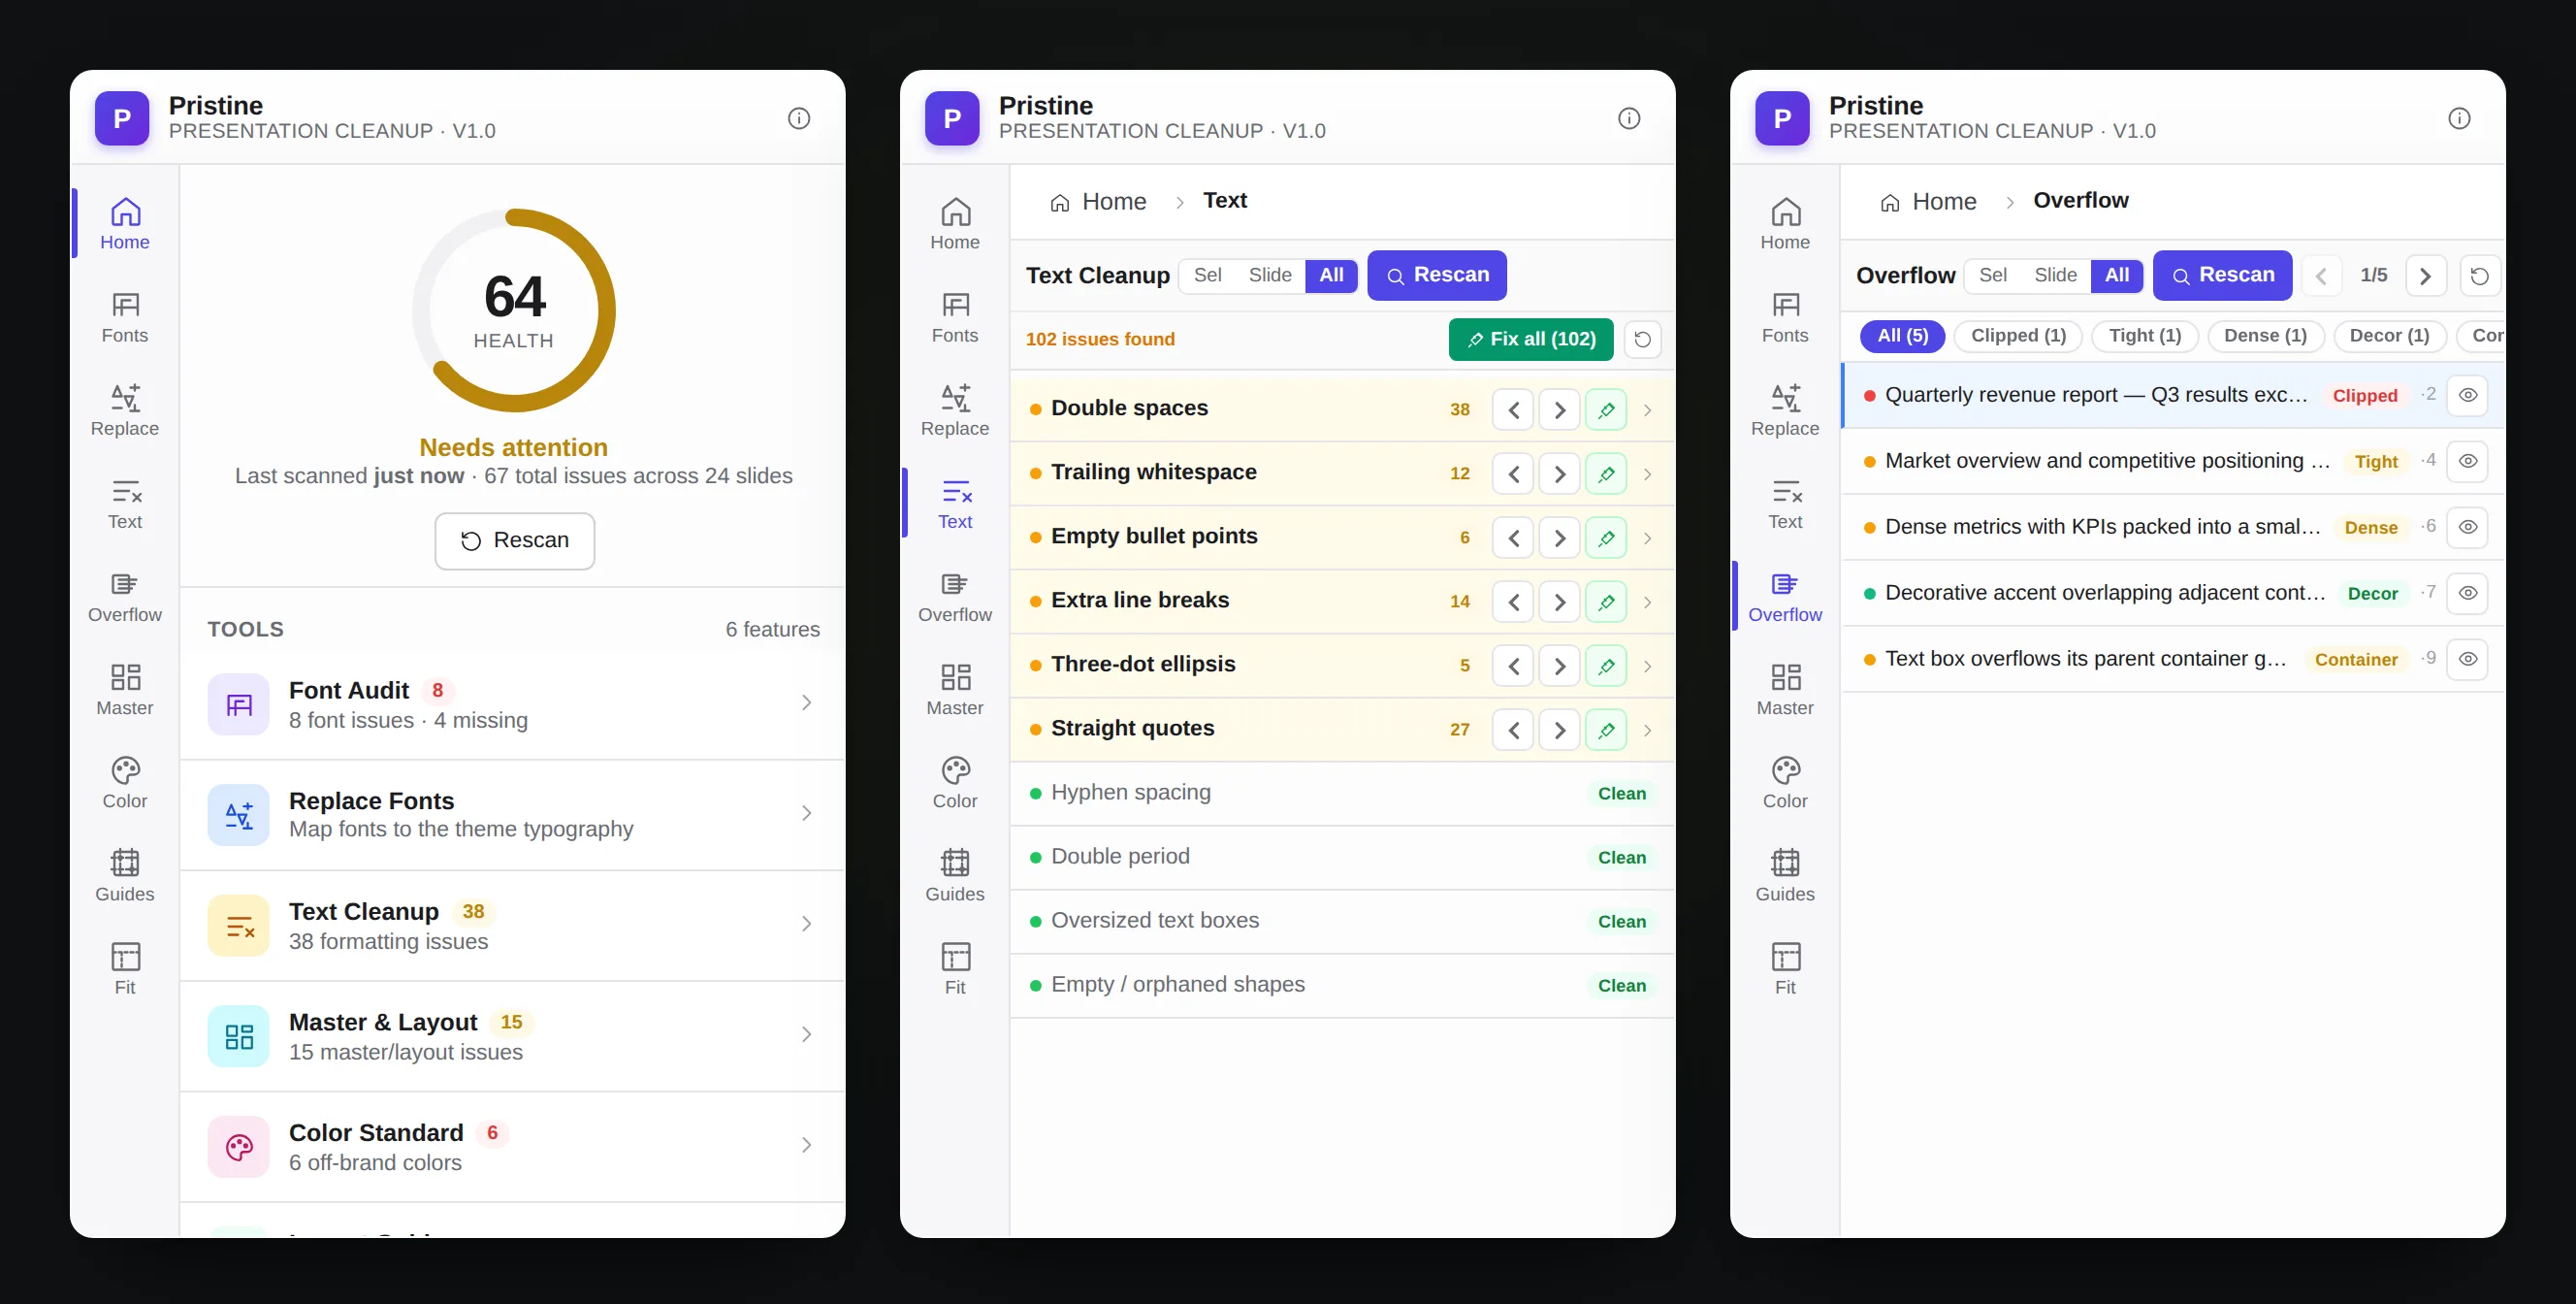 P
Pristine
PRESENTATION CLEANUP · V1.0
Home
Fonts
Replace
Text
Overflow
Master
Color
Guides
Fit
64
HEALTH
Needs attention
Last scanned just now · 67 total issues across 24 slides
Rescan
TOOLS 6 features
Font Audit 8
8 font issues · 4 missing
Replace Fonts
Map fonts to the theme typography
Text Cleanup 38
38 formatting issues
Master & Layout 15
15 master/layout issues
Color Standard 6
6 off-brand colors
P
Pristine
PRESENTATION CLEANUP · V1.0
Home
Fonts
Replace
Text
Overflow
Master
Color
Guides
Fit
Home > Text
Text Cleanup Sel Slide All Rescan
102 issues found Fix all (102)
Double spaces 38
Trailing whitespace 12
Empty bullet points 6
Extra line breaks 14
Three-dot ellipsis 5
Straight quotes 27
Hyphen spacing Clean
Double period Clean
Oversized text boxes Clean
Empty / orphaned shapes Clean
P
Pristine
PRESENTATION CLEANUP · V1.0
Home
Fonts
Replace
Text
Overflow
Master
Color
Guides
Fit
Home > Overflow
Overflow Sel Slide All Rescan 1/5
All (5) Clipped (1) Tight (1) Dense (1) Decor (1) Cor
Quarterly revenue report — Q3 results exc… Clipped ·2
Market overview and competitive positioning … Tight ·4
Dense metrics with KPIs packed into a smal… Dense ·6
Decorative accent overlapping adjacent cont… Decor ·7
Text box overflows its parent container g… Container ·9